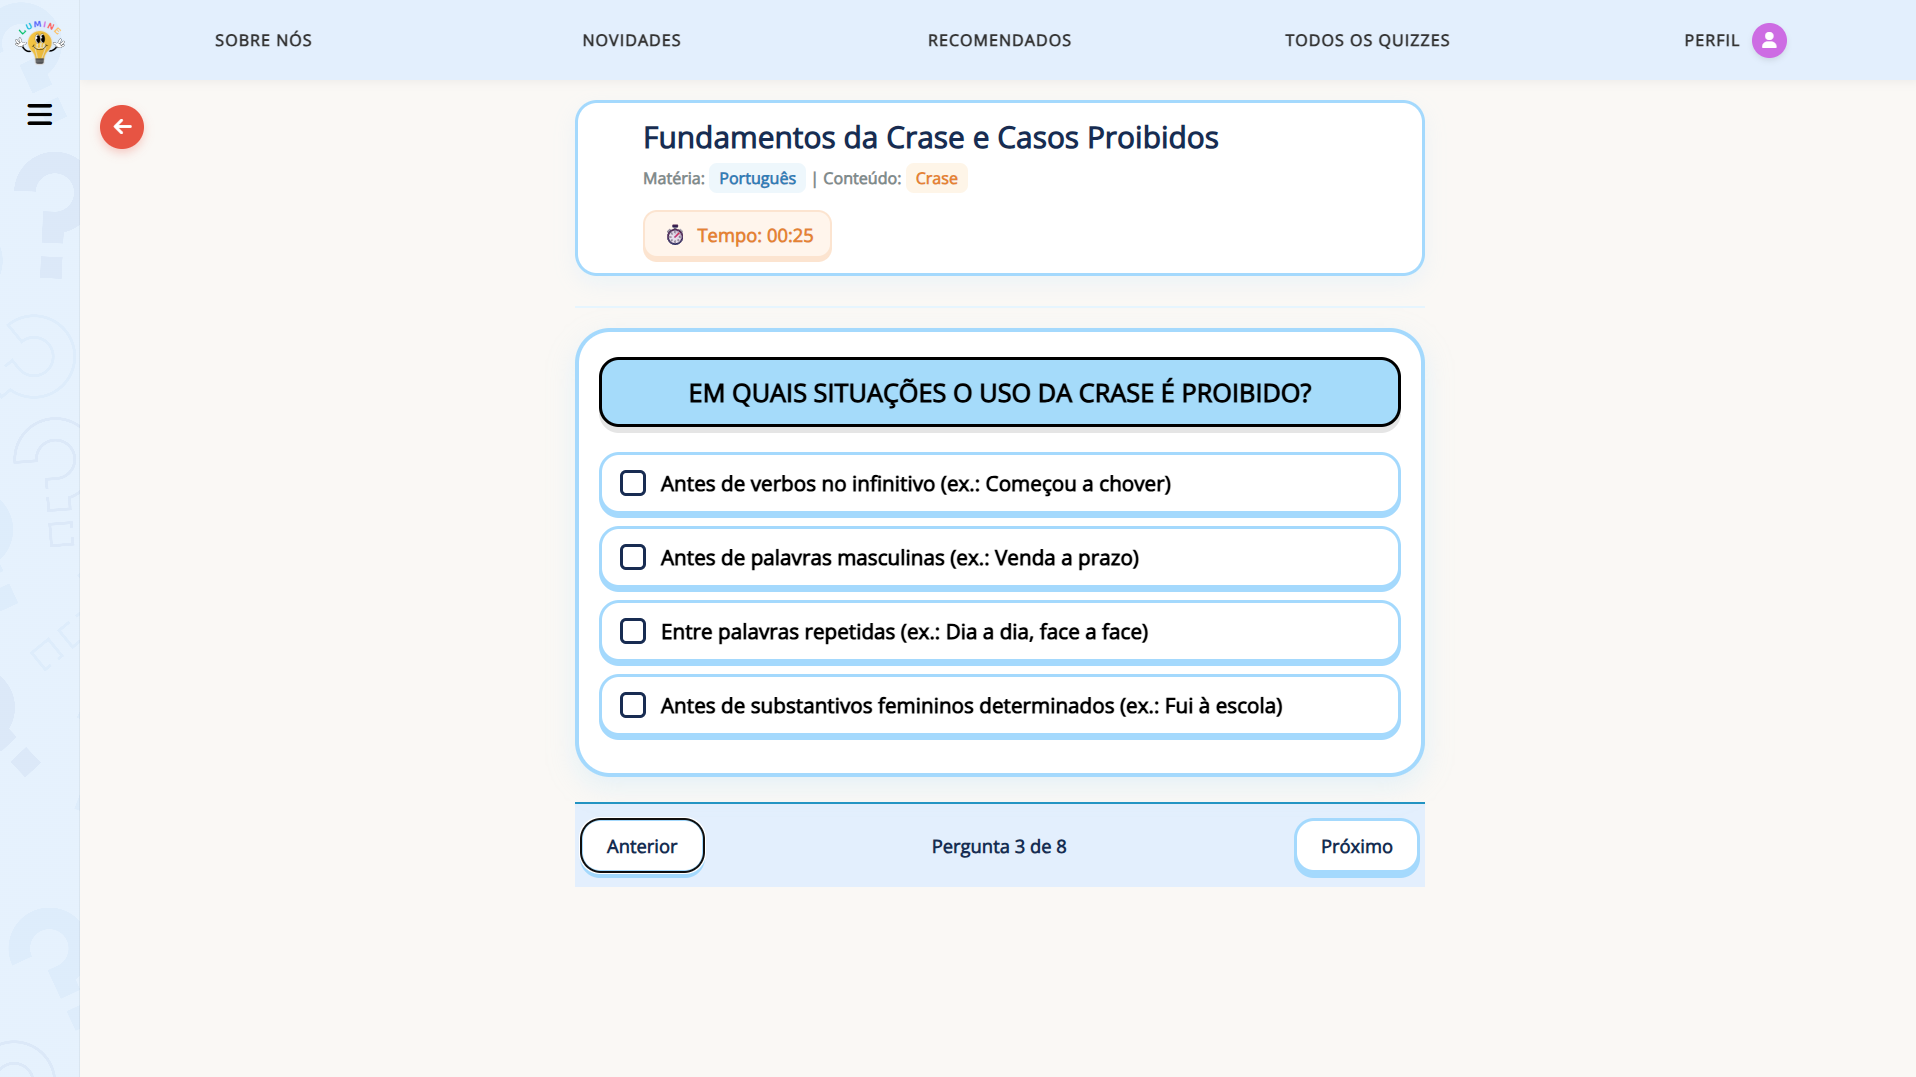 LUMINE
SOBRE NÓS
NOVIDADES
RECOMENDADOS
TODOS OS QUIZZES
PERFIL
Fundamentos da Crase e Casos Proibidos
Matéria: Português | Conteúdo: Crase
Tempo: 00:25
EM QUAIS SITUAÇÕES O USO DA CRASE É PROIBIDO?
Antes de verbos no infinitivo (ex.: Começou a chover)
Antes de palavras masculinas (ex.: Venda a prazo)
Entre palavras repetidas (ex.: Dia a dia, face a face)
Antes de substantivos femininos determinados (ex.: Fui à escola)
Anterior
Pergunta 3 de 8
Próximo